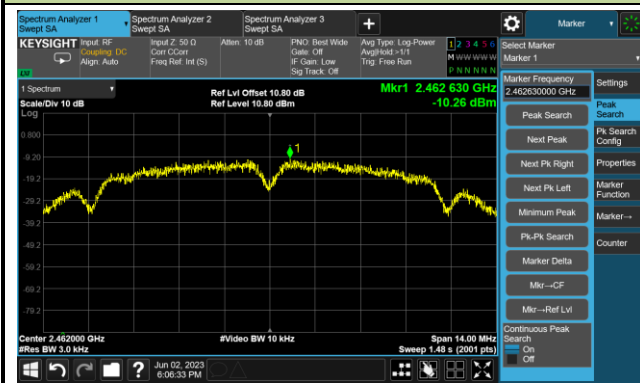 Spectrum Analyzer 1
Swept SA
Spectrum Analyzer 2
Swept SA
Spectrum Analyzer 3
Swept SA
+
Marker
KEYSIGHT
Input: RF
Coupling: DC
Align: Auto
Input Z: 50 Ω
Corr CCorr
Freq Ref: Int (S)
Atten: 10 dB
PNO: Best Wide
Gate: Off
IF Gain: Low
Sig Track: Off
Avg Type: Log-Power
Avg|Hold >1/1
Trig: Free Run
1 2 3 4 5 6
M W W W W W
P N N N N N
Select Marker
Marker 1
1 Spectrum
Scale/Div 10 dB
Log
Ref Lvl Offset 10.80 dB
Ref Level 10.80 dBm
Mkr1 2.462 630 GHz
-10.26 dBm
Marker Frequency
2.462630000 GHz
Peak Search
Next Peak
Next Pk Right
Next Pk Left
Minimum Peak
Pk-Pk Search
Marker Delta
Mkr→CF
Mkr→Ref Lvl
Continuous Peak
Search
On
Off
Settings
Peak
Search
Pk Search
Config
Properties
Marker
Function
Marker→
Counter
0.800
-9.20
-19.2
-29.2
-39.2
-49.2
-59.2
-69.2
-79.2
1
Center 2.462000 GHz
#Res BW 3.0 kHz
#Video BW 10 kHz
Span 14.00 MHz
Sweep 1.48 s (2001 pts)
?
Jun 02, 2023
6:06:33 PM